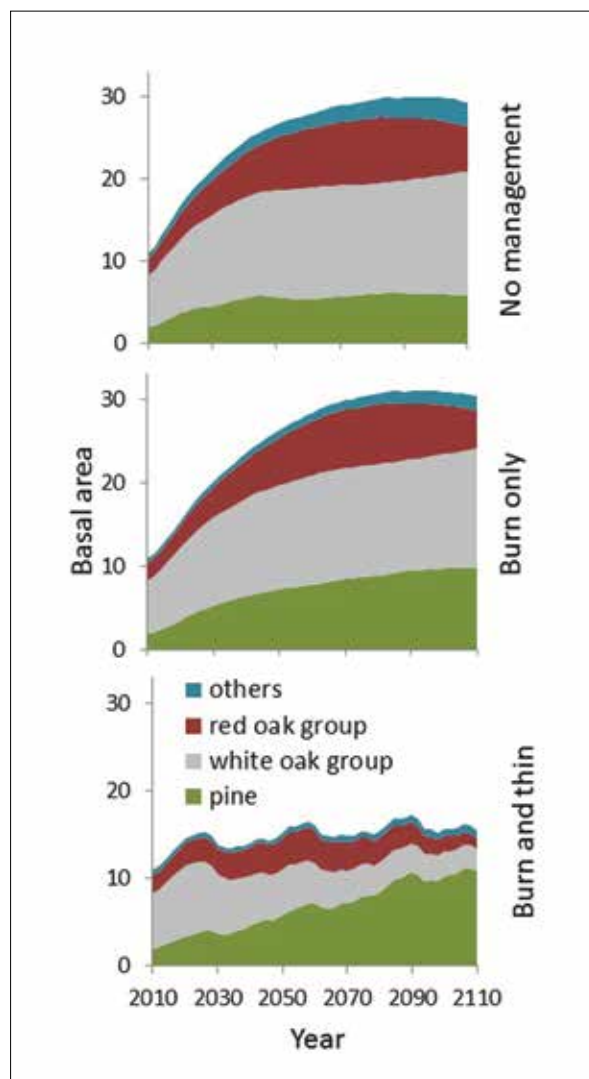 30
20
10
0
No management
30
20
10
0
Burn only
Basal area
30
20
10
0
others
red oak group
white oak group
pine
Burn and thin
2010 2030 2050 2070 2090 2110
Year